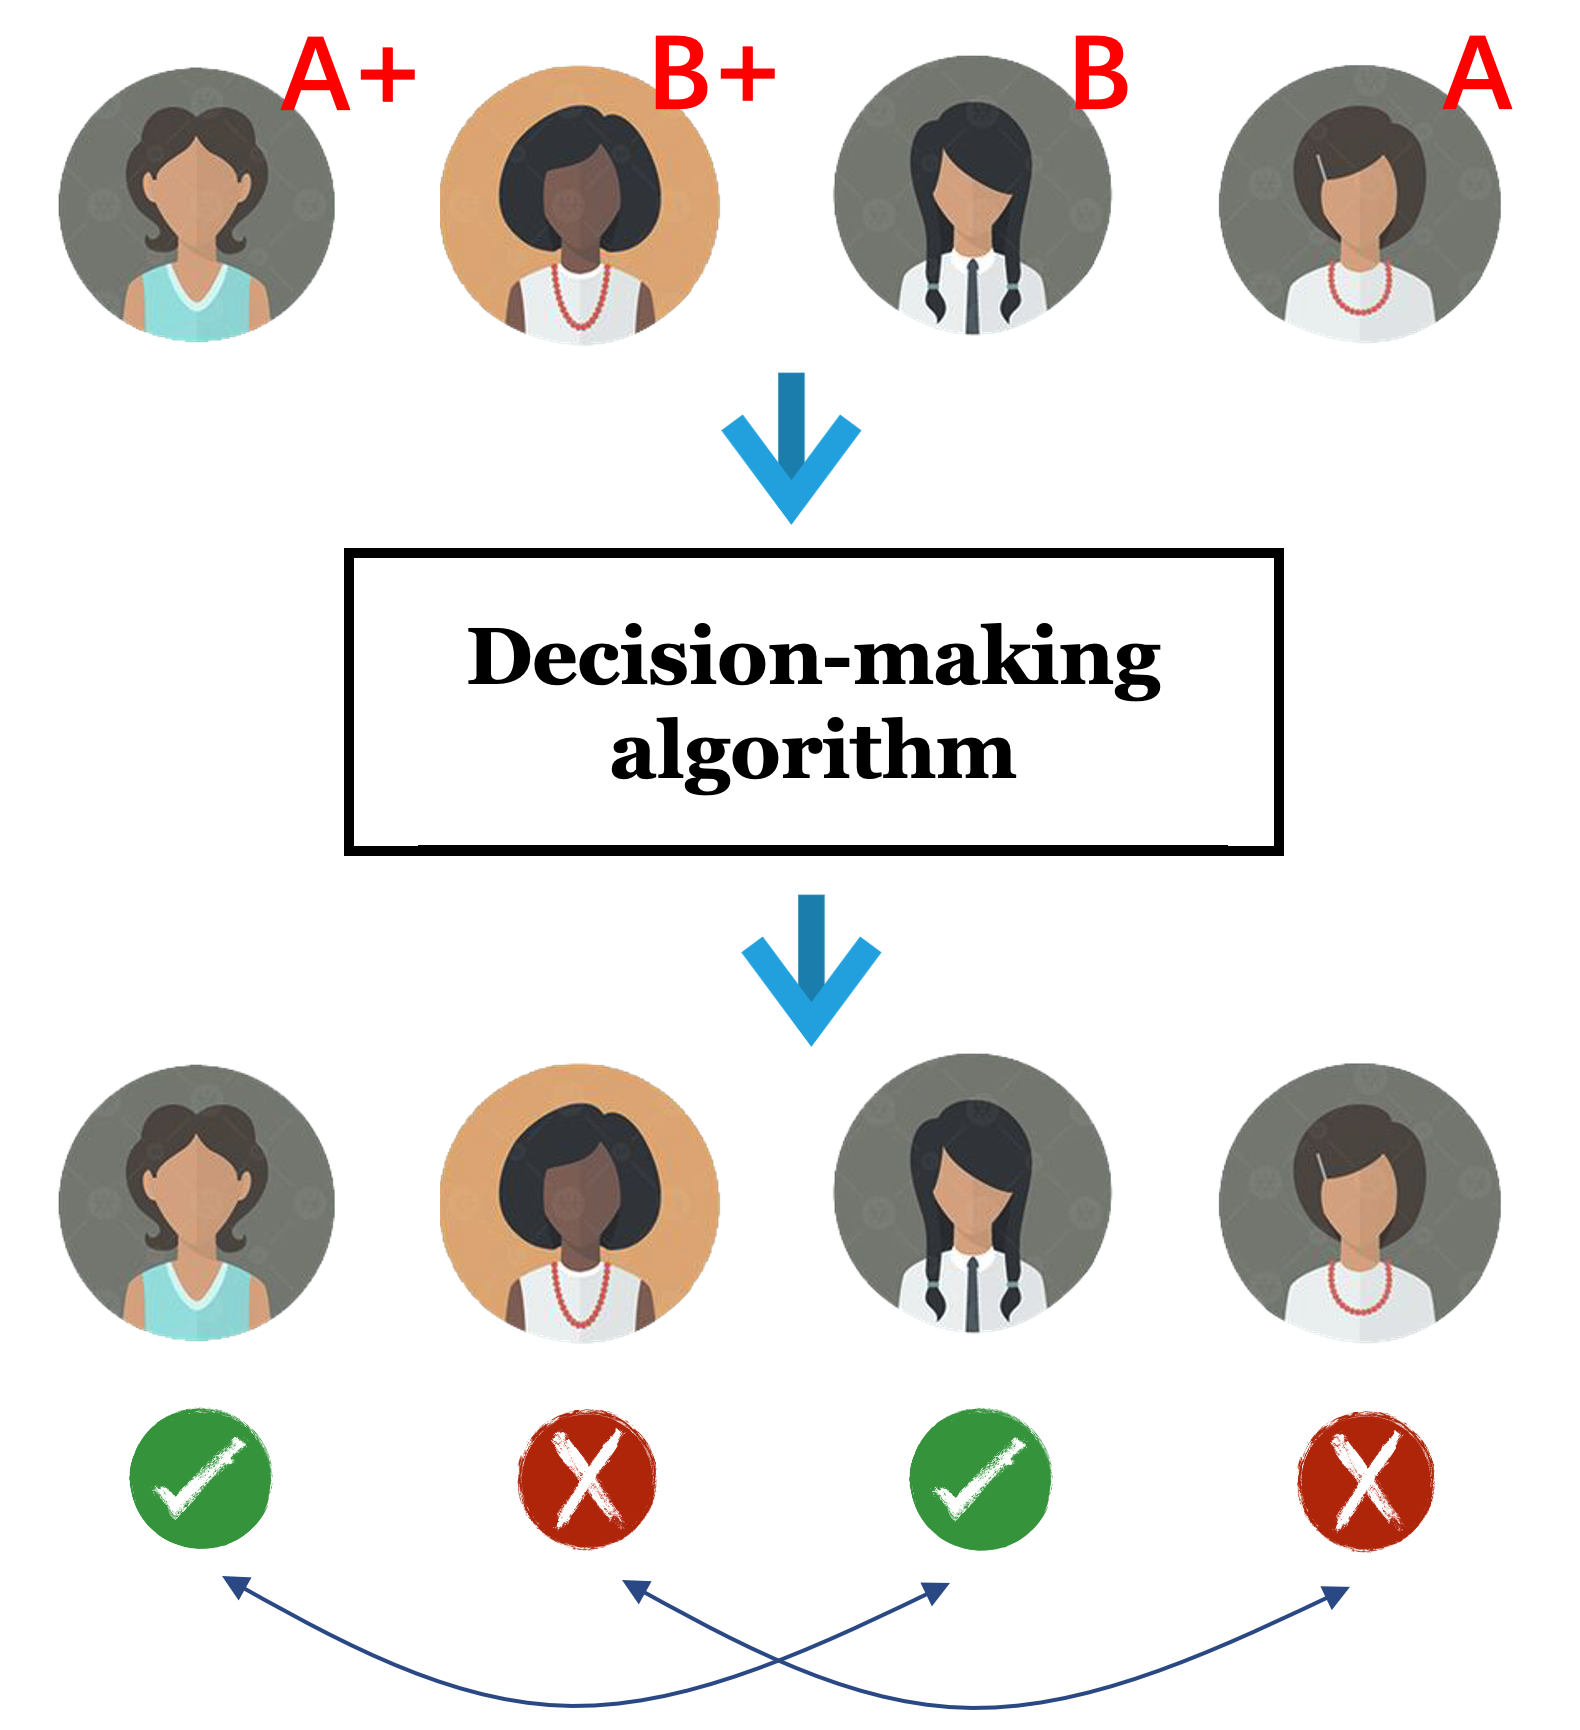 A+ B+ B A
Decision-making
algorithm